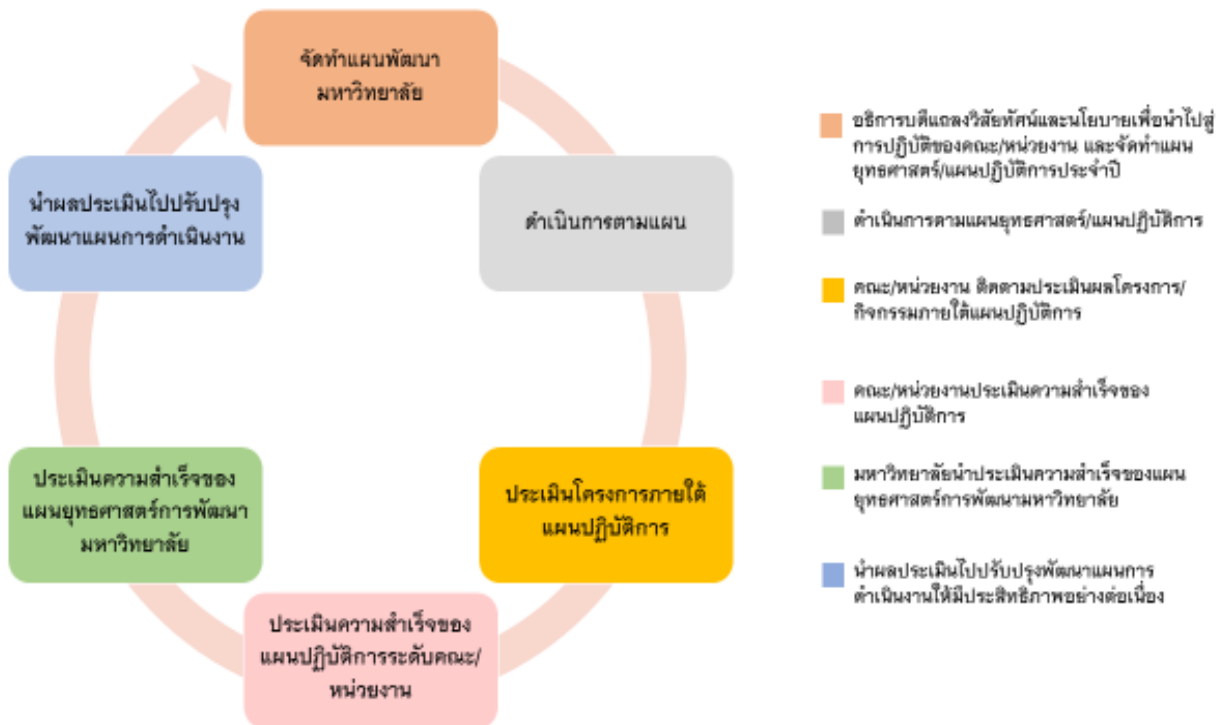 จัดทำแผนพัฒนา
มหาวิทยาลัย
ดำเนินการตามแผน
ประเมินโครงการภายใต้
แผนปฏิบัติการ
ประเมินความสำเร็จของ
แผนปฏิบัติการระดับคณะ/
หน่วยงาน
ประเมินความสำเร็จของ
แผนยุทธศาสตร์การพัฒนา
มหาวิทยาลัย
นำผลประเมินไปปรับปรุง
พัฒนาแผนการดำเนินงาน
อธิการบดีแถลงวิสัยทัศน์และนโยบายเพื่อนำไปสู่
การปฏิบัติของคณะ/หน่วยงาน และจัดทำแผน
ยุทธศาสตร์/แผนปฏิบัติการประจำปี
ดำเนินการตามแผนยุทธศาสตร์/แผนปฏิบัติการ
คณะ/หน่วยงาน ติดตามประเมินผลโครงการ/
กิจกรรมภายใต้แผนปฏิบัติการ
คณะ/หน่วยงานประเมินความสำเร็จของ
แผนปฏิบัติการ
มหาวิทยาลัยนำประเมินความสำเร็จของแผน
ยุทธศาสตร์การพัฒนามหาวิทยาลัย
นำผลประเมินไปปรับปรุงพัฒนาแผนการ
ดำเนินงานให้มีประสิทธิภาพอย่างต่อเนื่อง